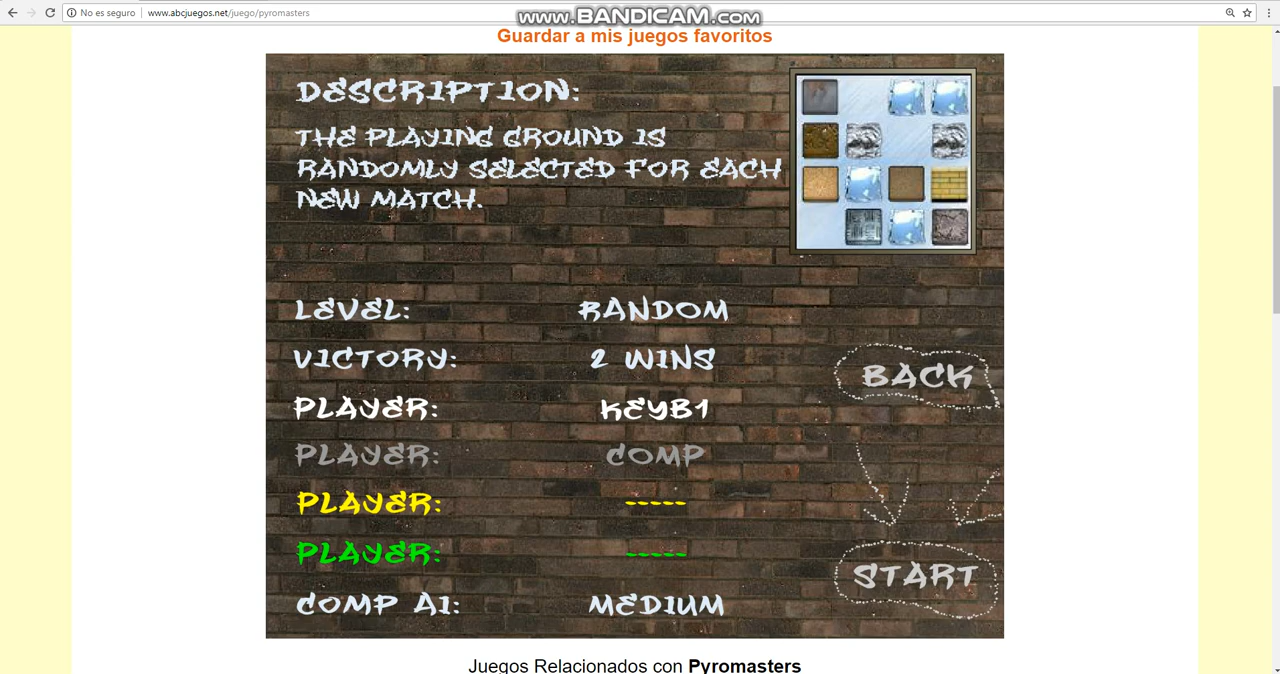 No es seguro
www.abcjuegos.net/juego/pyromasters
www.BANDICAM.com
Guardar a mis juegos favoritos
DESCRIPTION:
THE PLAYING GROUND IS
RANDOMLY SELECTED FOR EACH
NEW MATCH.
LEVEL: RANDOM
VICTORY: 2 WINS
BACK
PLAYER: KEYB1
PLAYER: COMP
PLAYER: -----
PLAYER: -----
START
COMP AI: MEDIUM
Juegos Relacionados con Pyromasters